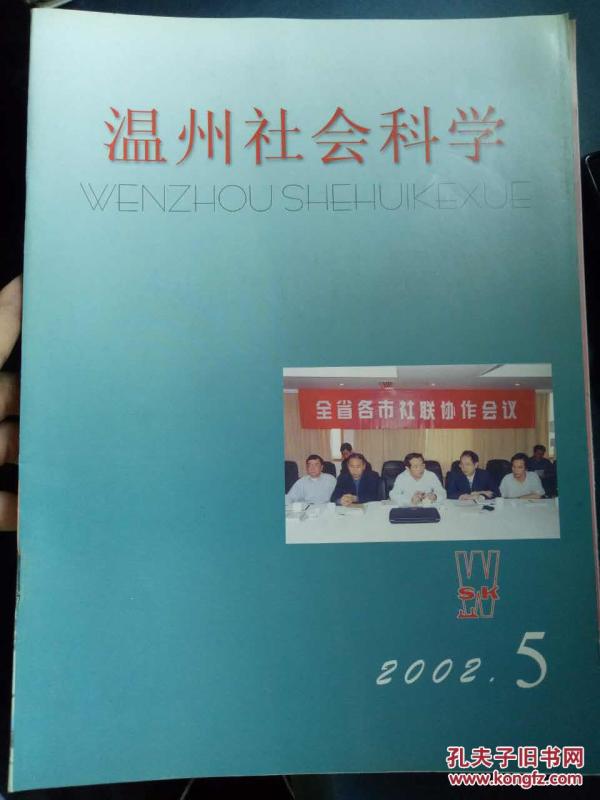 温州社会科学
WENZHOU SHEHUIKEXUE
全省各市社联协作会议
W
SK
2002.5
孔夫子旧书网
www.kongfz.com